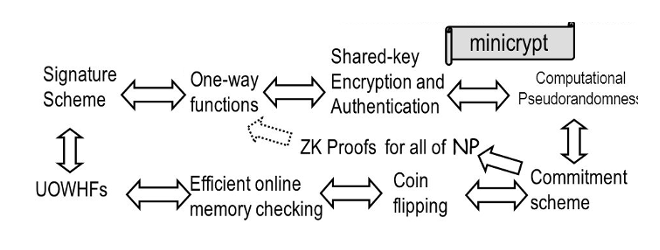 minicrypt
Shared-key
Signature
One-way
Encryption and
Computational
Scheme
functions
Authentication
Pseudorandomness
ZK Proofs for all of NP
UOWHFs
Efficient online
Coin
Commitment
memory checking
flipping
scheme